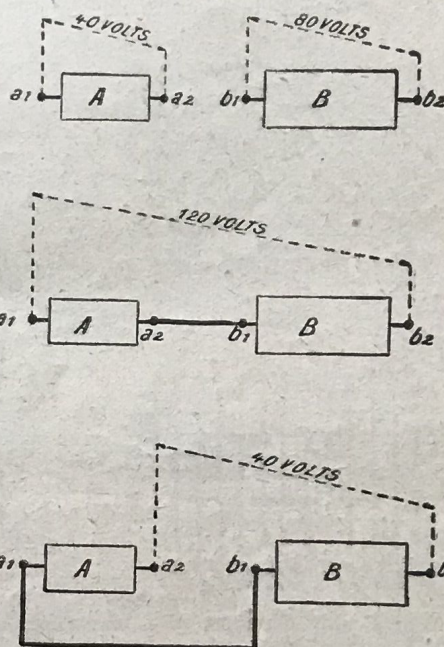 40 VOLTS
80 VOLTS
a1 A a2 b1 B b2
120 VOLTS
a1 A a2 b1 B b2
40 VOLTS
a1 A a2 b1 B b